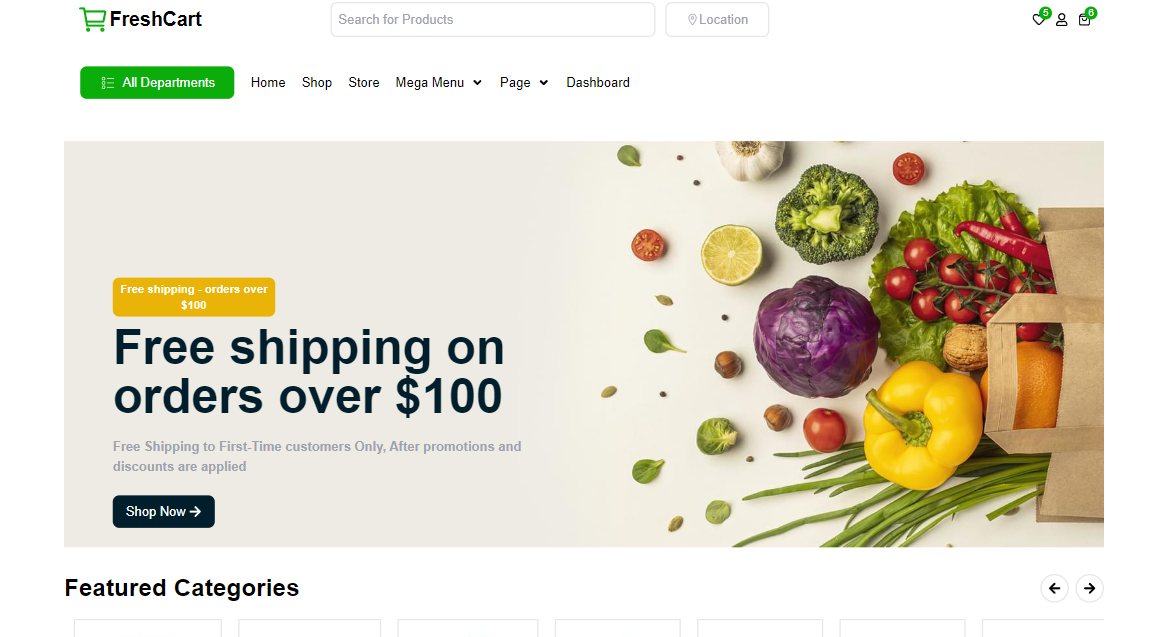 FreshCart
Search for Products
Location
5
6
All Departments
Home
Shop
Store
Mega Menu
Page
Dashboard
Free shipping - orders over
$100
Free shipping on
orders over $100
Free Shipping to First-Time customers Only, After promotions and
discounts are applied
Shop Now
Featured Categories